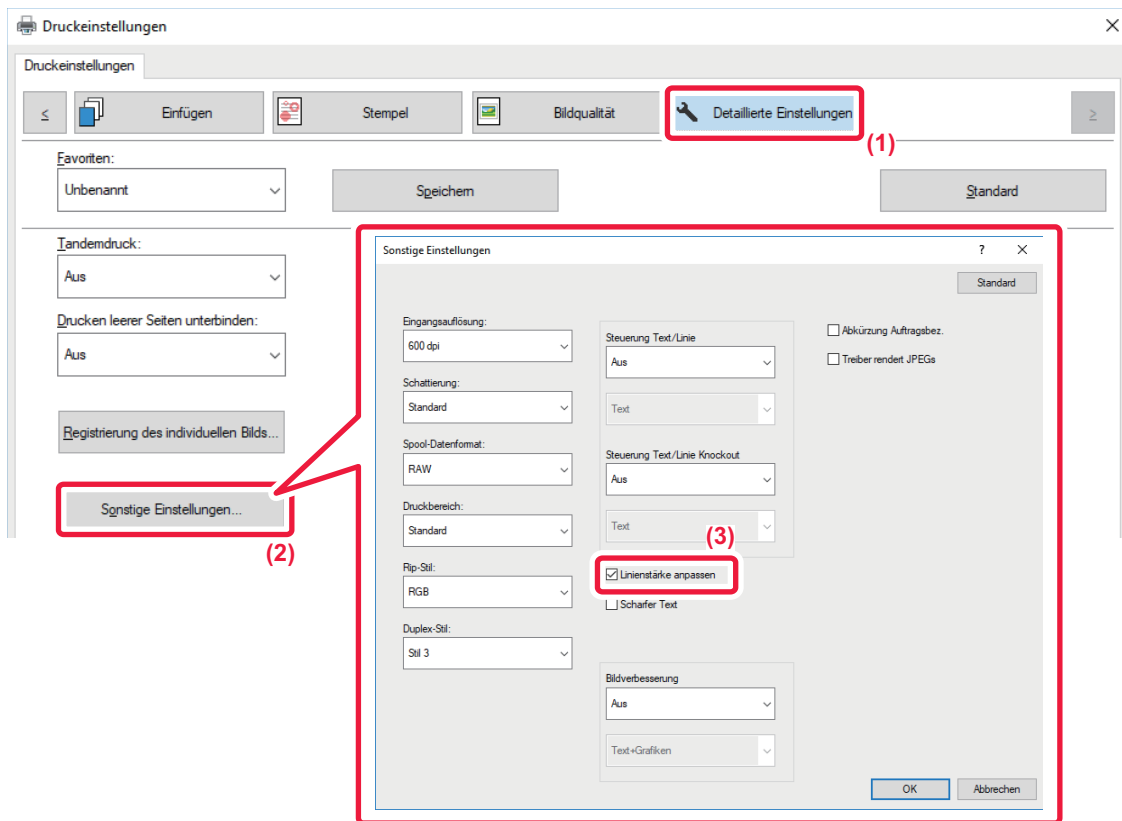 Druckeinstellungen
Druckeinstellungen
≤
Einfügen
Stempel
Bildqualität
Detaillierte Einstellungen
≥
(1)
Favoriten:
Unbenannt
Speichern
Standard
Tandemdruck:
Aus
Drucken leerer Seiten unterbinden:
Aus
Registrierung des individuellen Bilds...
Sonstige Einstellungen...
(2)
Sonstige Einstellungen
?
Standard
Eingangsauflösung:
600 dpi
Schattierung:
Standard
Spool-Datenformat:
RAW
Druckbereich:
Standard
Rip-Stil:
RGB
Duplex-Stil:
Stil 3
Steuerung Text/Linie
Aus
Text
Steuerung Text/Linie Knockout
Aus
Text
(3)
Linienstärke anpassen
Scharfer Text
Bildverbesserung
Aus
Text+Grafiken
Abkürzung Auftragsbez.
Treiber rendert JPEGs
OK
Abbrechen